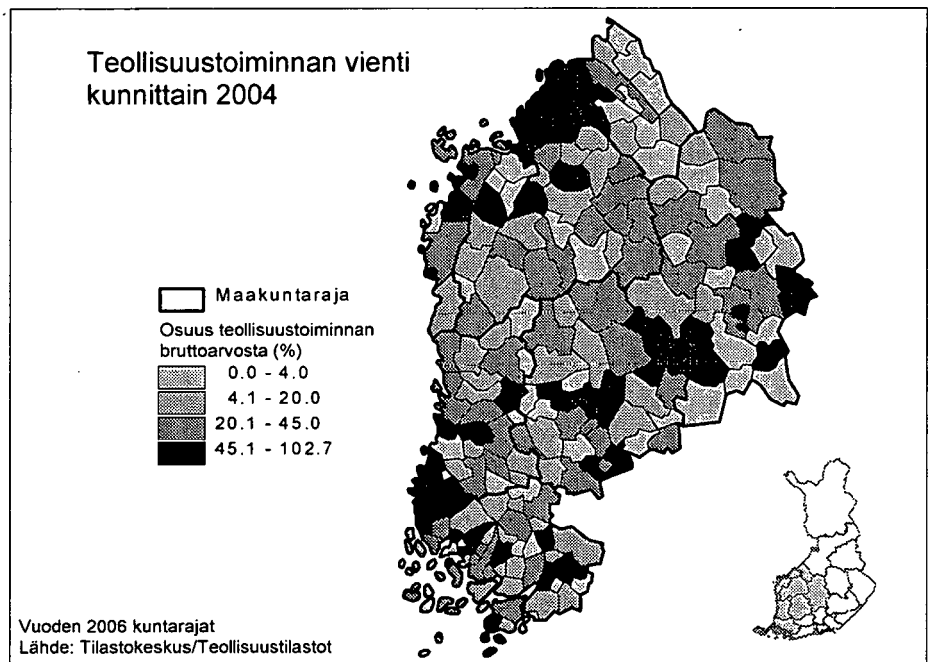 Teollisuustoiminnan vienti
kunnittain 2004
Maakuntaraja
Osuus teollisuustoiminnan
bruttoarvosta (%)
0.0 - 4.0
4.1 - 20.0
20.1 - 45.0
45.1 - 102.7
Vuoden 2006 kuntarajat
Lähde: Tilastokeskus/Teollisuustilastot